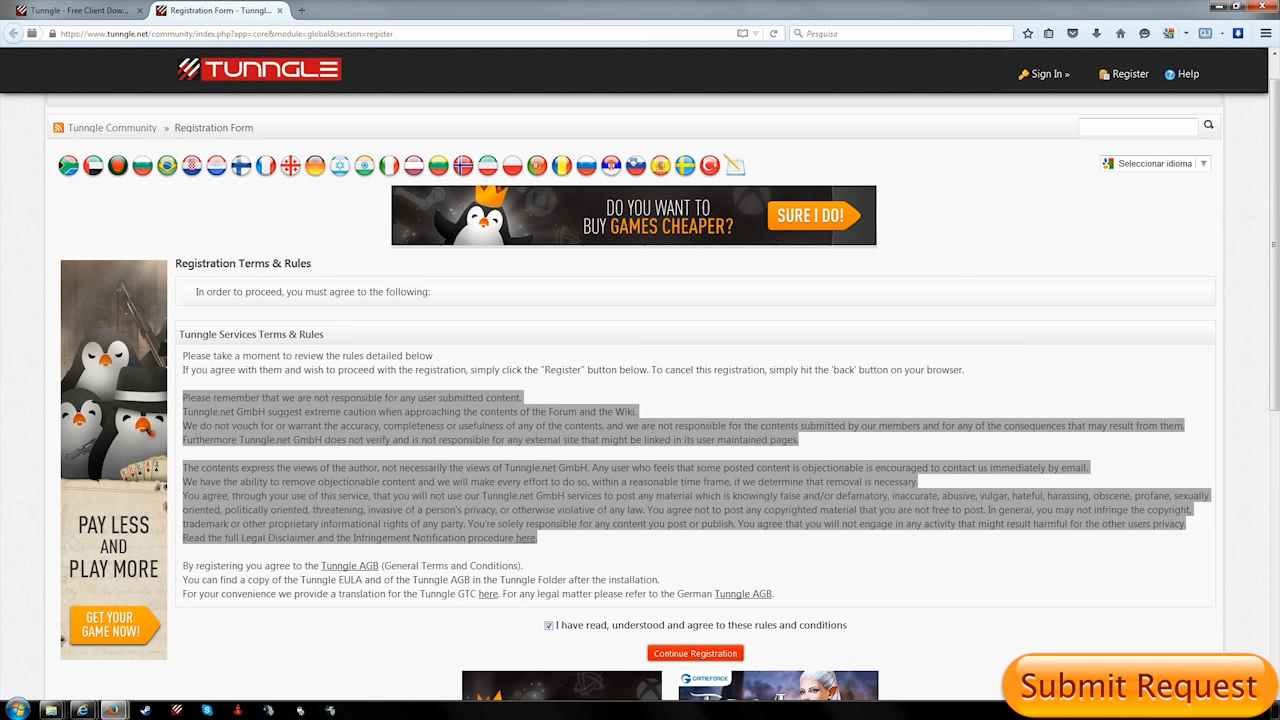 Tunngle - Free Client Dow...
Registration Form - Tunngl...
https://www.tunngle.net/community/index.php?app=core&module=global&section=register
Pesquisa
TUNNGLE
Sign In »
Register
Help
Tunngle Community » Registration Form
Seleccionar idioma
DO YOU WANT TO
BUY GAMES CHEAPER?
SURE I DO!
Registration Terms & Rules
In order to proceed, you must agree to the following:
Tunngle Services Terms & Rules
Please take a moment to review the rules detailed below
If you agree with them and wish to proceed with the registration, simply click the "Register" button below. To cancel this registration, simply hit the 'back' button on your browser.
Please remember that we are not responsible for any user submitted content.
Tunngle.net GmbH suggest extreme caution when approaching the contents of the Forum and the Wiki.
We do not vouch for or warrant the accuracy, completeness or usefulness of any of the contents, and we are not responsible for the contents submitted by our members and for any of the consequences that may result from them.
Furthermore Tunngle.net GmbH does not verify and is not responsible for any external site that might be linked in its user maintained pages.
The contents express the views of the author, not necessarily the views of Tunngle.net GmbH. Any user who feels that some posted content is objectionable is encouraged to contact us immediately by email.
We have the ability to remove objectionable content and we will make every effort to do so, within a reasonable time frame, if we determine that removal is necessary.
You agree, through your use of this service, that you will not use our Tunngle.net GmbH services to post any material which is knowingly false and/or defamatory, inaccurate, abusive, vulgar, hateful, harassing, obscene, profane, sexually
oriented, politically oriented, threatening, invasive of a person's privacy, or otherwise violative of any law. You agree not to post any copyrighted material that you are not free to post. In general, you may not infringe the copyright,
trademark or other proprietary informational rights of any party. You're solely responsible for any content you post or publish. You agree that you will not engage in any activity that might result harmful for the other users privacy.
Read the full Legal Disclaimer and the Infringement Notification procedure here.
By registering you agree to the Tunngle AGB (General Terms and Conditions).
You can find a copy of the Tunngle EULA and of the Tunngle AGB in the Tunngle Folder after the installation.
For your convenience we provide a translation for the Tunngle GTC here. For any legal matter please refer to the German Tunngle AGB.
PAY LESS
AND
PLAY MORE
GET YOUR
GAME NOW!
I have read, understood and agree to these rules and conditions
Continue Registration
GAMEFORGE
Submit Request